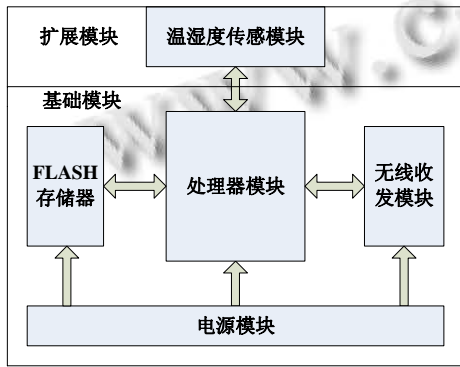 扩展模块
温湿度传感模块
基础模块
FLASH
存储器
处理器模块
无线收
发模块
电源模块
www.c